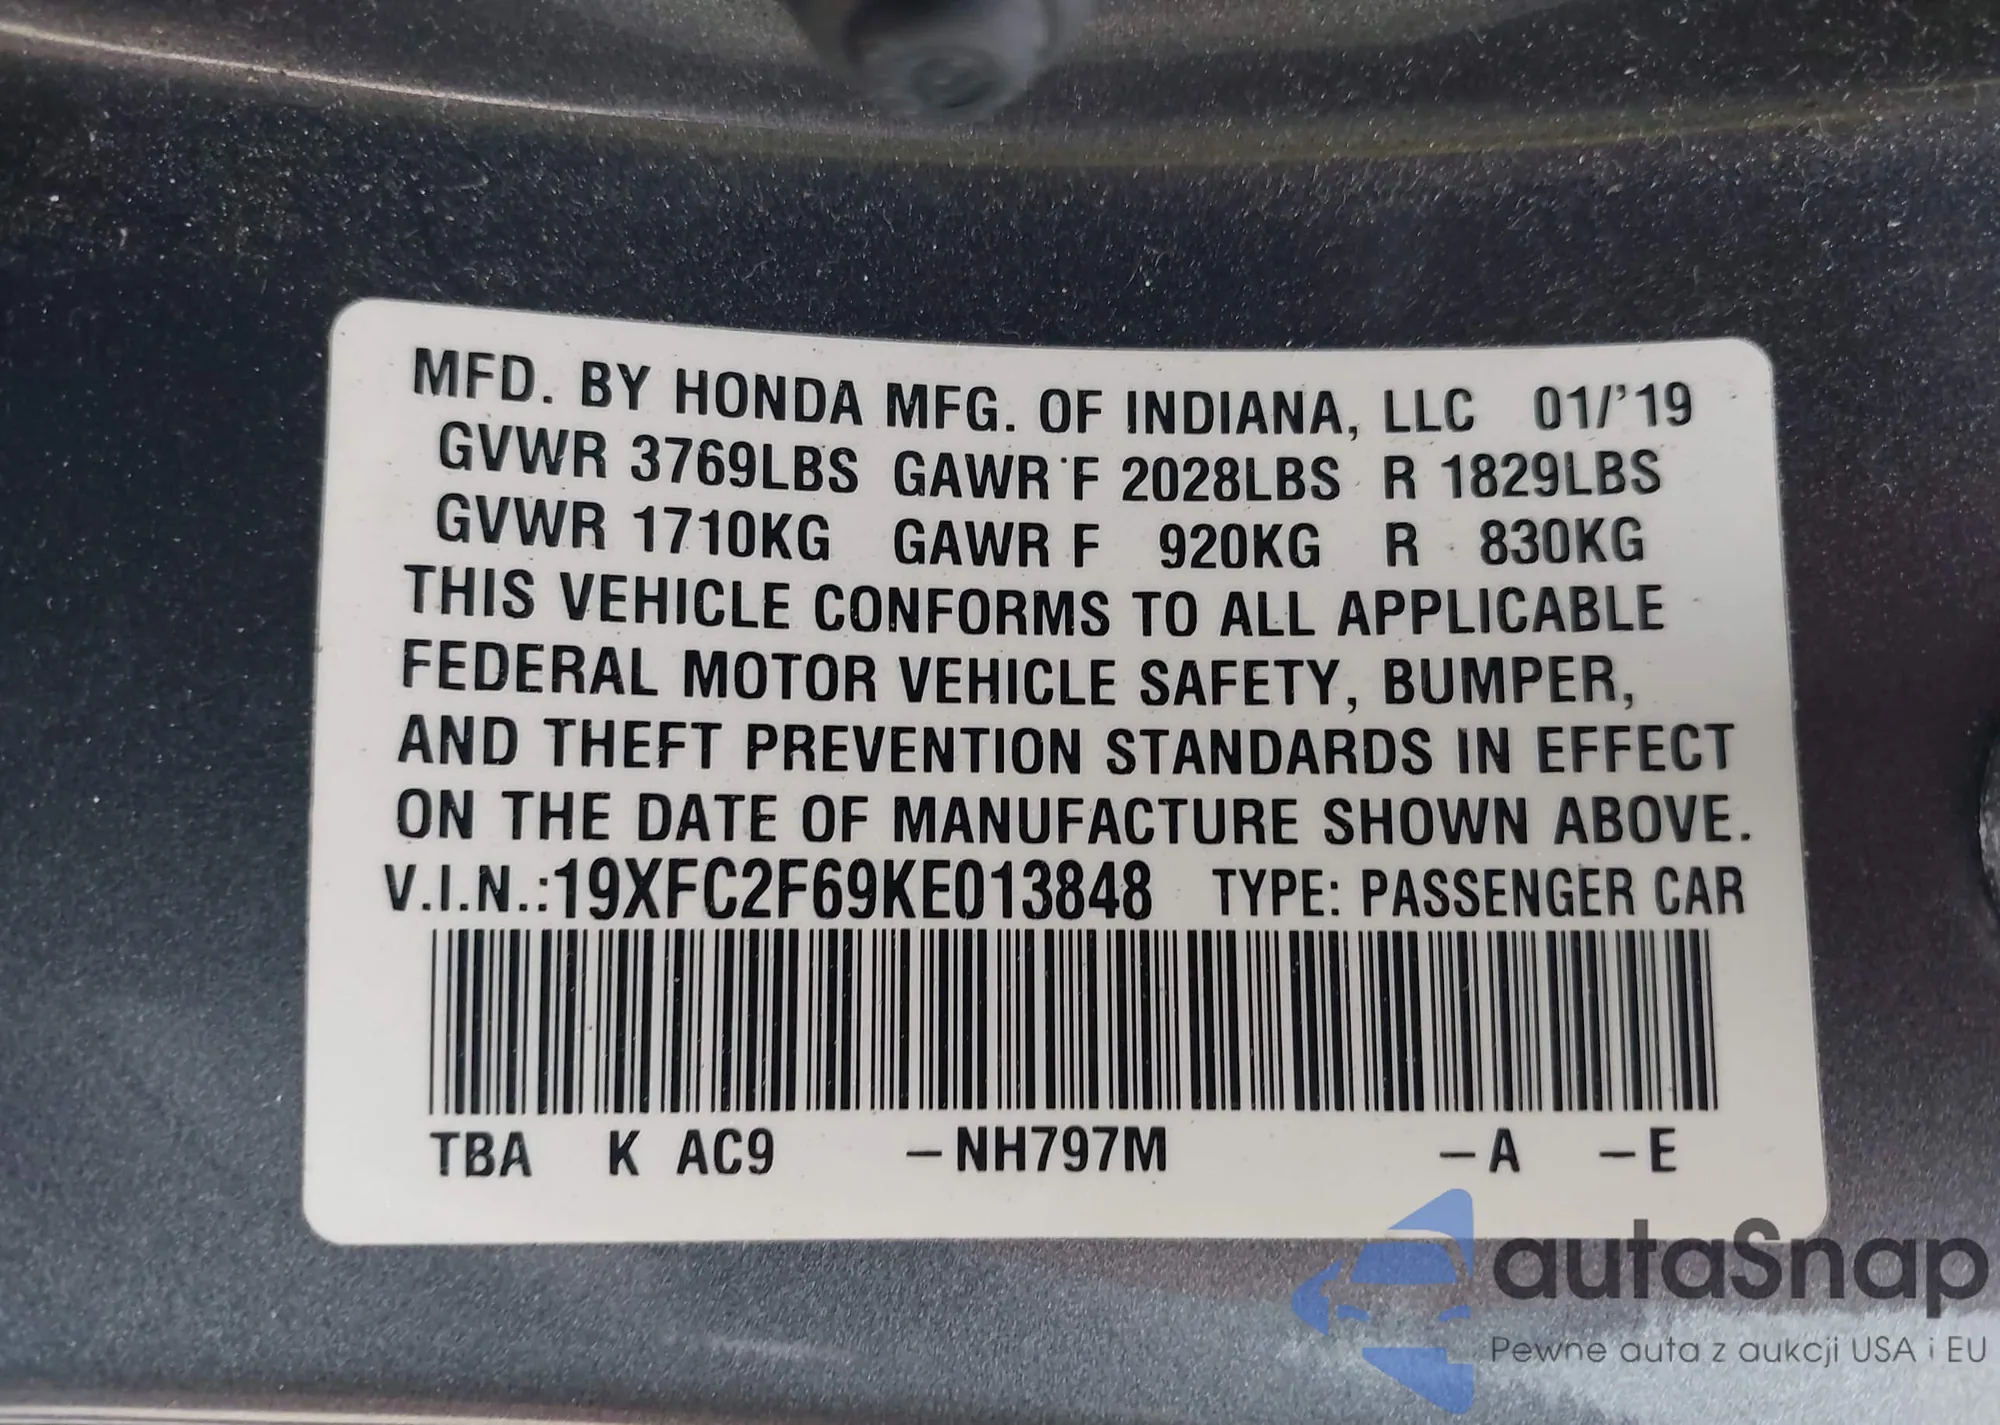 MFD. BY HONDA MFG. OF INDIANA, LLC 01/'19
GVWR 3769LBS GAWR F 2028LBS R 1829LBS
GVWR 1710KG GAWR F 920KG R 830KG
THIS VEHICLE CONFORMS TO ALL APPLICABLE
FEDERAL MOTOR VEHICLE SAFETY, BUMPER,
AND THEFT PREVENTION STANDARDS IN EFFECT
ON THE DATE OF MANUFACTURE SHOWN ABOVE.
V.I.N.:19XFC2F69KE013848 TYPE: PASSENGER CAR
TBA K AC9 –NH797M –A –E
autaSnap
Pewne auta z aukcji USA i EU